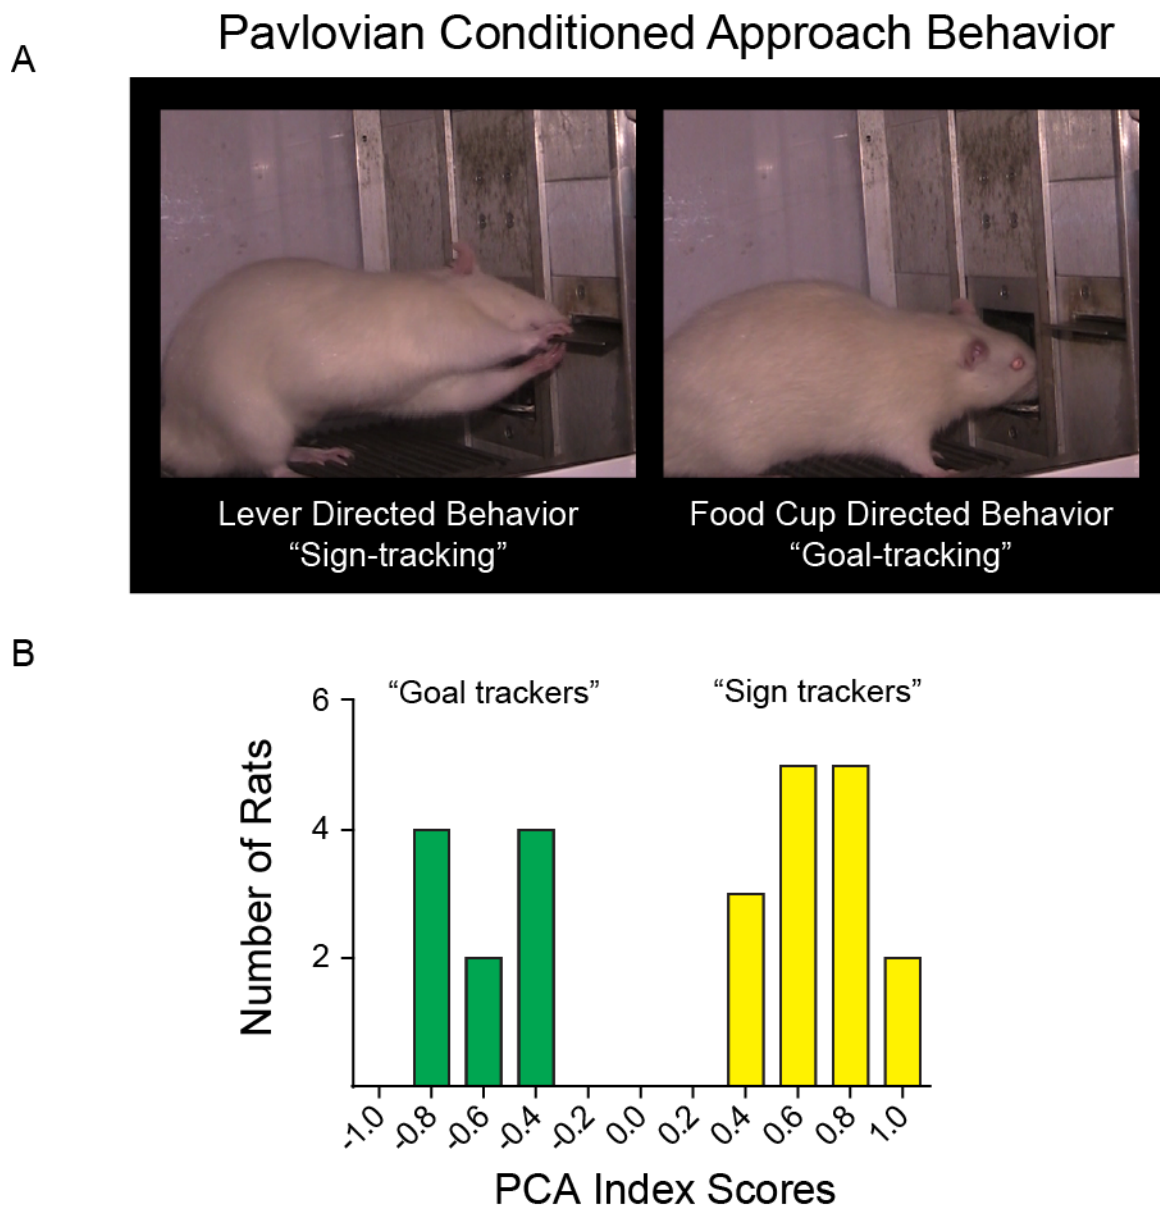 Pavlovian Conditioned Approach Behavior
A
Lever Directed Behavior
“Sign-tracking”
Food Cup Directed Behavior
“Goal-tracking”
B
“Goal trackers”
“Sign trackers”
Number of Rats
6
4
2
-1.0
-0.8
-0.6
-0.4
-0.2
0.0
0.2
0.4
0.6
0.8
1.0
PCA Index Scores